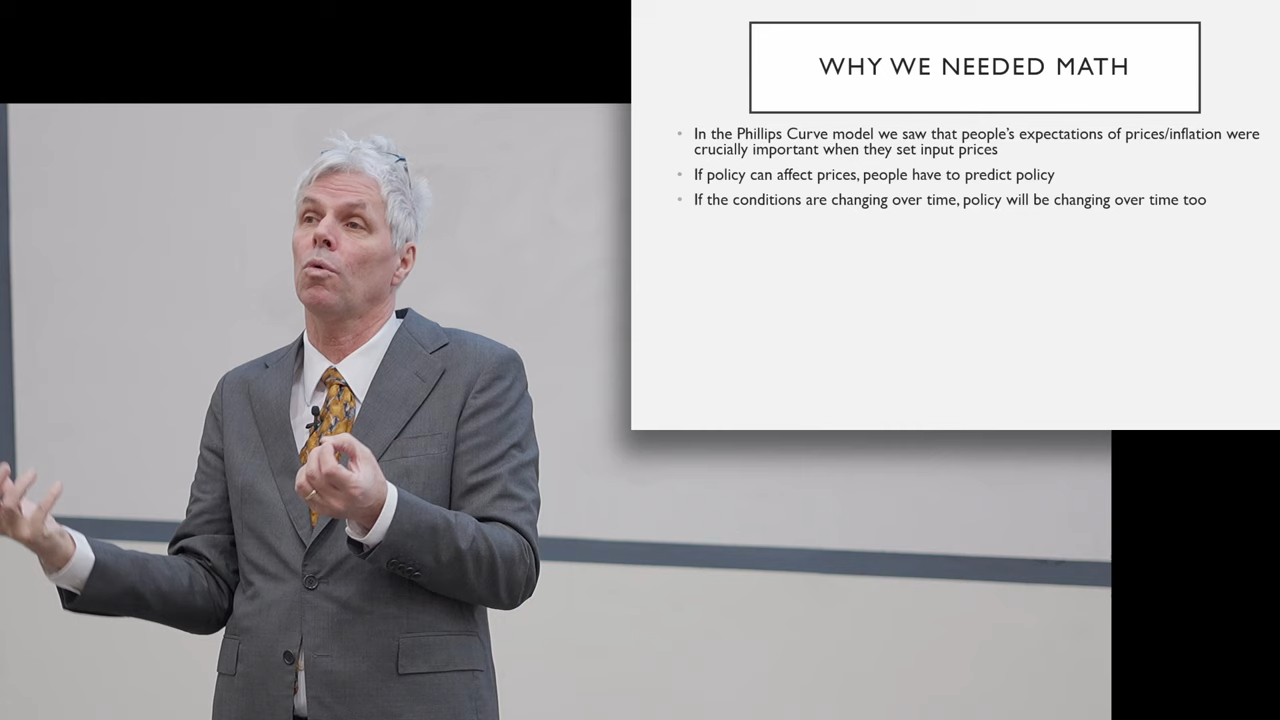 WHY WE NEEDED MATH
• In the Phillips Curve model we saw that people's expectations of prices/inflation were
crucially important when they set input prices
• If policy can affect prices, people have to predict policy
• If the conditions are changing over time, policy will be changing over time too